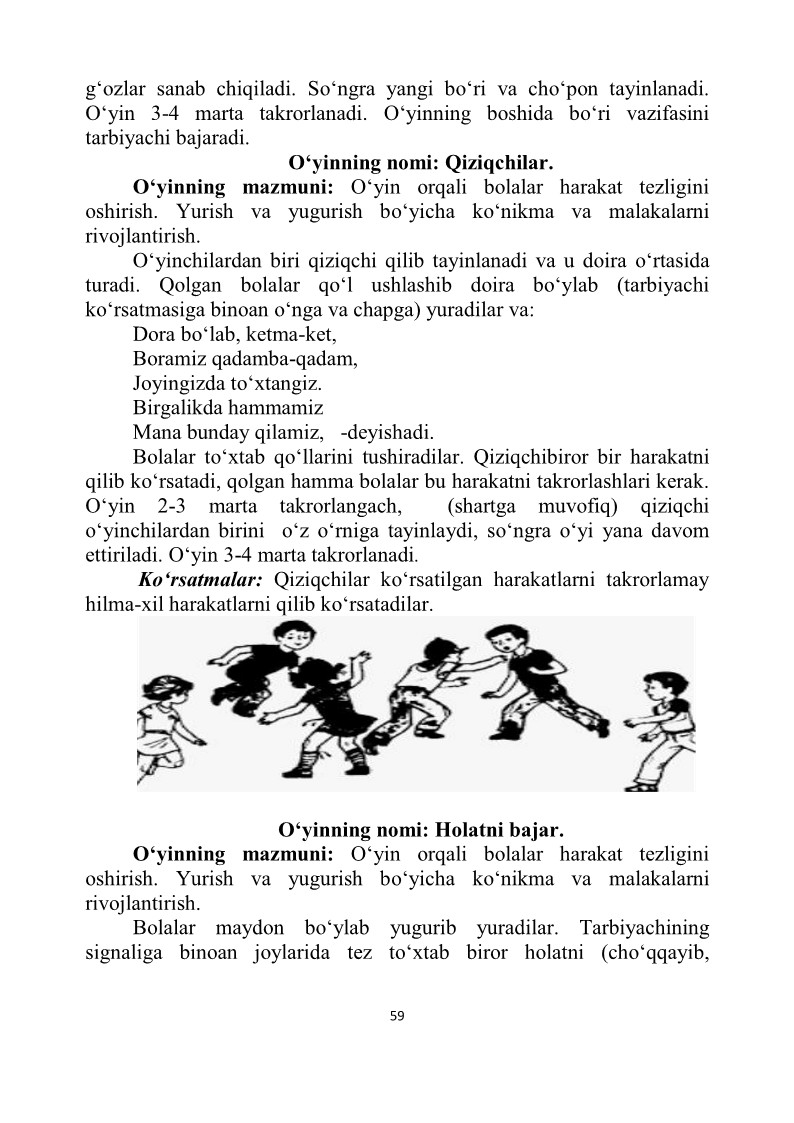 g‘ozlar sanab chiqiladi. So‘ngra yangi bo‘ri va cho‘pon tayinlanadi.
O‘yin 3-4 marta takrorlanadi. O‘yinning boshida bo‘ri vazifasini
tarbiyachi bajaradi.
O‘yinning nomi: Qiziqchilar.
O‘yinning mazmuni: O‘yin orqali bolalar harakat tezligini
oshirish. Yurish va yugurish bo‘yicha ko‘nikma va malakalarni
rivojlantirish.
O‘yinchilardan biri qiziqchi qilib tayinlanadi va u doira o‘rtasida
turadi. Qolgan bolalar qo‘l ushlashib doira bo‘ylab (tarbiyachi
ko‘rsatmasiga binoan o‘nga va chapga) yuradilar va:
Dora bo‘lab, ketma-ket,
Boramiz qadamba-qadam,
Joyingizda to‘xtangiz.
Birgalikda hammamiz
Mana bunday qilamiz, -deyishadi.
Bolalar to‘xtab qo‘llarini tushiradilar. Qiziqchibiror bir harakatni
qilib ko‘rsatadi, qolgan hamma bolalar bu harakatni takrorlashlari kerak.
O‘yin 2-3 marta takrorlangach, (shartga muvofiq) qiziqchi
o‘yinchilardan birini o‘z o‘rniga tayinlaydi, so‘ngra o‘yi yana davom
ettiriladi. O‘yin 3-4 marta takrorlanadi.
Ko‘rsatmalar: Qiziqchilar ko‘rsatilgan harakatlarni takrorlamay
hilma-xil harakatlarni qilib ko‘rsatadilar.
O‘yinning nomi: Holatni bajar.
O‘yinning mazmuni: O‘yin orqali bolalar harakat tezligini
oshirish. Yurish va yugurish bo‘yicha ko‘nikma va malakalarni
rivojlantirish.
Bolalar maydon bo‘ylab yugurib yuradilar. Tarbiyachining
signaliga binoan joylarida tez to‘xtab biror holatni (cho‘qqayib,
59